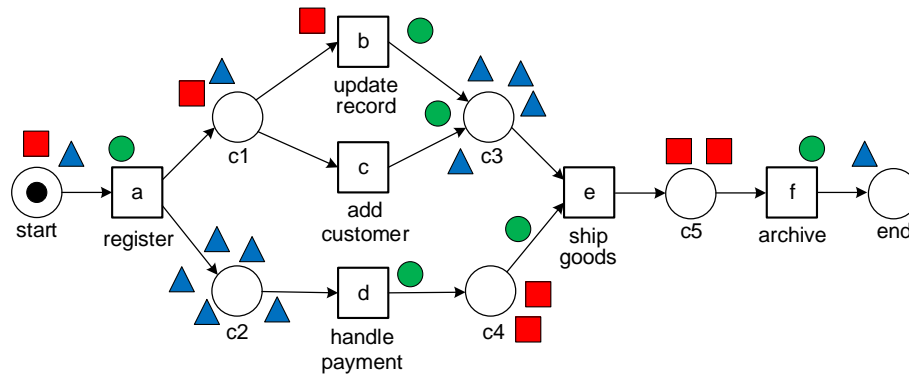 b
update
record
c1
c3
a
c
e
c5
f
end
start
register
add
customer
ship
goods
archive
d
c2
c4
handle
payment